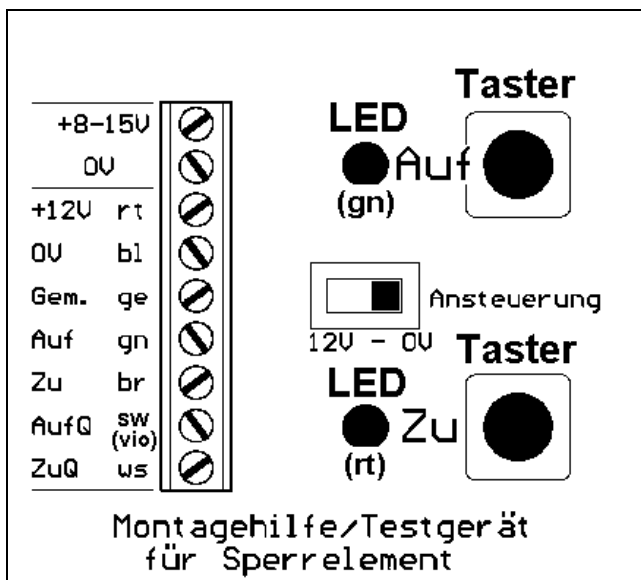 +8-15V
0V
+12V rt
0V bl
Gem. ge
Auf gn
Zu br
AufQ sw (vio)
ZuQ ws
Taster
LED
Auf
(gn)
Ansteuerung
12V - 0V
Taster
LED
Zu
(rt)
Montagehilfe/Testgerät
für Sperrelement